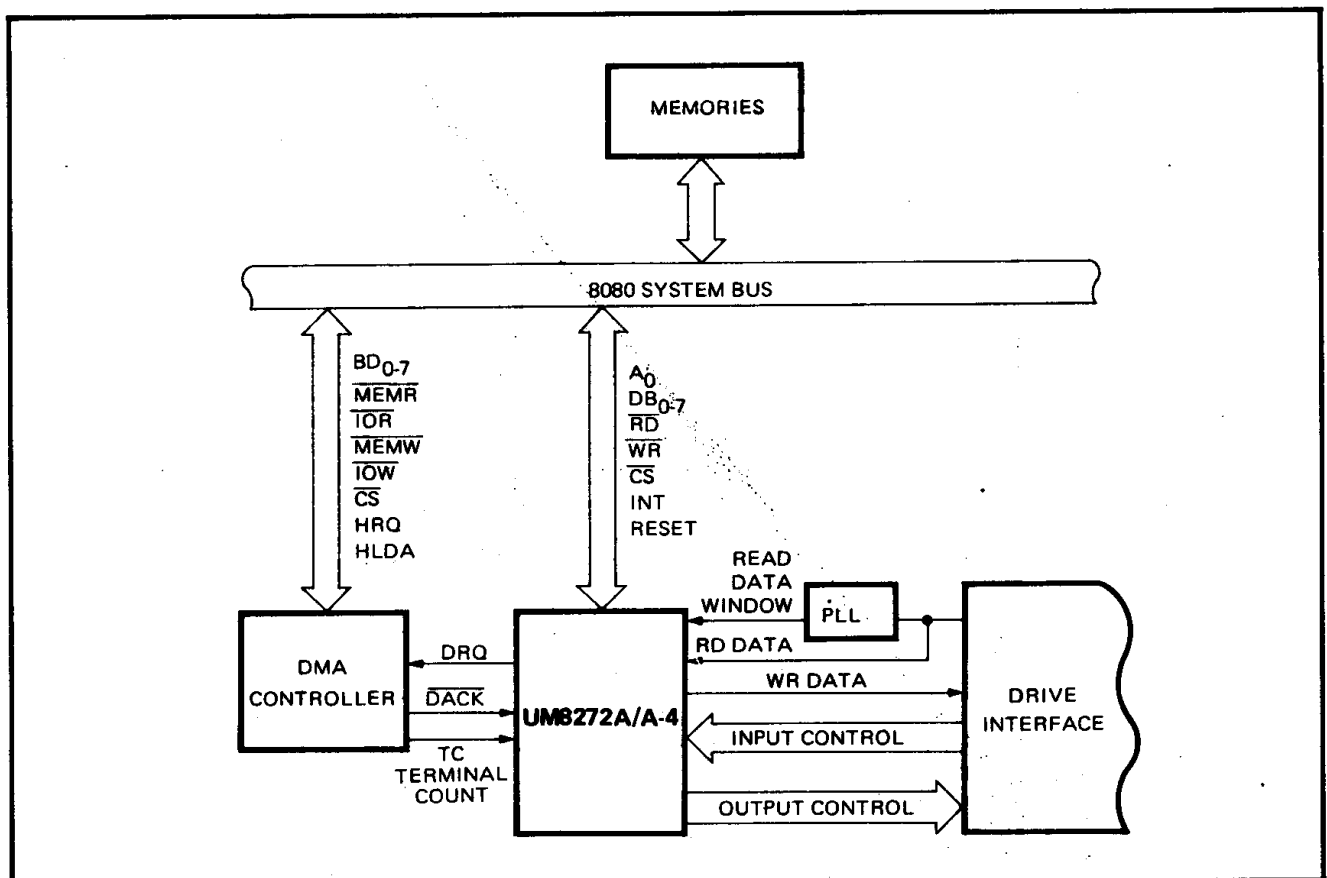 MEMORIES
8080 SYSTEM BUS
BD0-7
MEMR
IOR
MEMW
IOW
CS
HRQ
HLDA
A0
DB0-7
RD
WR
CS
INT
RESET
READ
DATA
WINDOW
PLL
RD DATA
DMA
CONTROLLER
DRQ
DACK
TC
TERMINAL
COUNT
UM8272A/A-4
WR DATA
INPUT CONTROL
OUTPUT CONTROL
DRIVE
INTERFACE